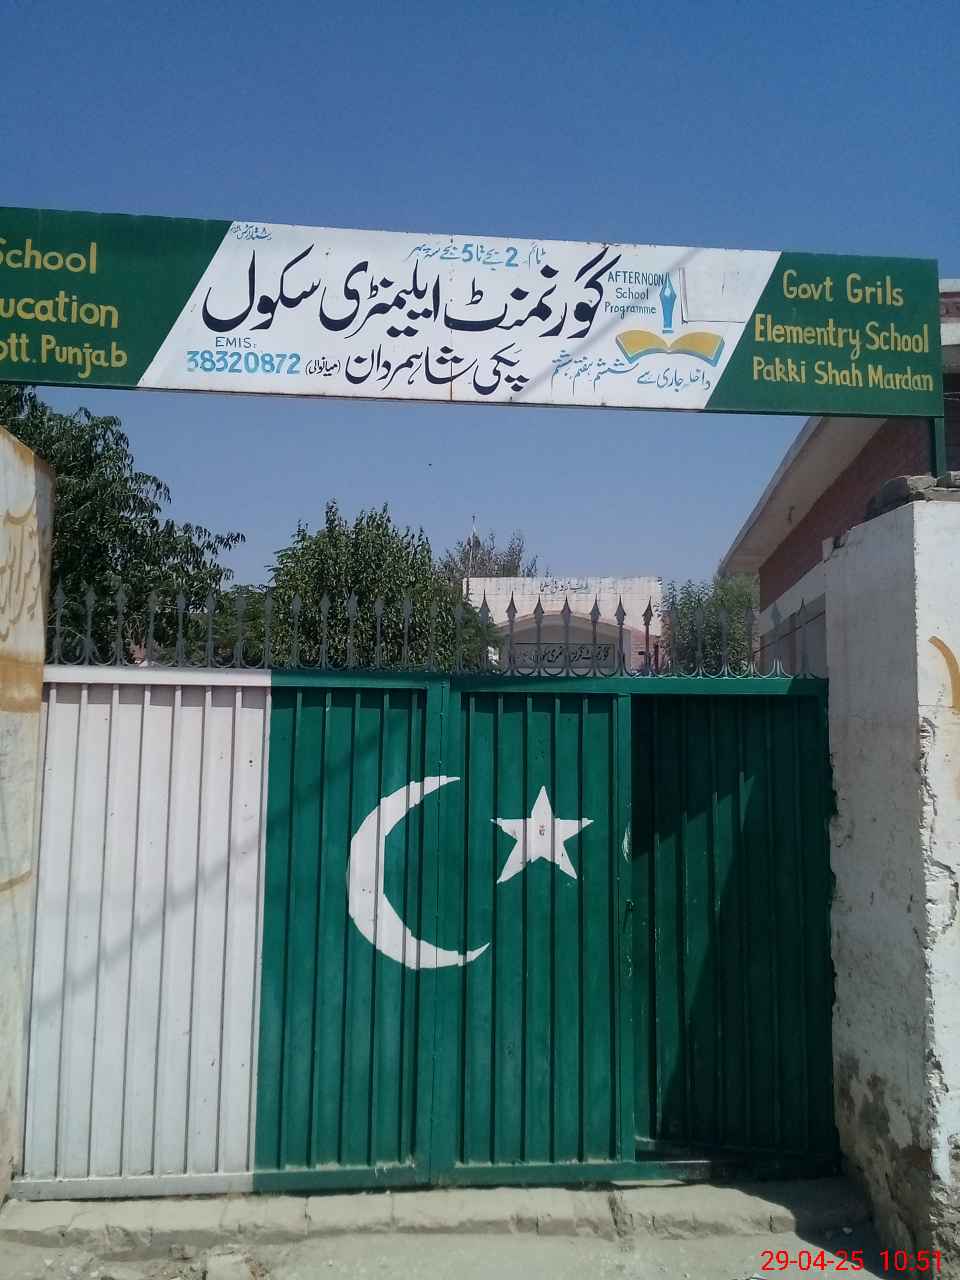 School
ucation
ott. Punjab
ٹائم 2 بجے تا 5 بجے سہ پہر
گورنمنٹ ایلیمنٹری سکول
EMIS:
38320872
پکی شاہمردان (میانوالی)
AFTERNOON
School
Programme
داخلہ جاری ہے ششم ہفتم ہشتم
Govt Grils
Elementry School
Pakki Shah Mardan
29-04-25 10:51